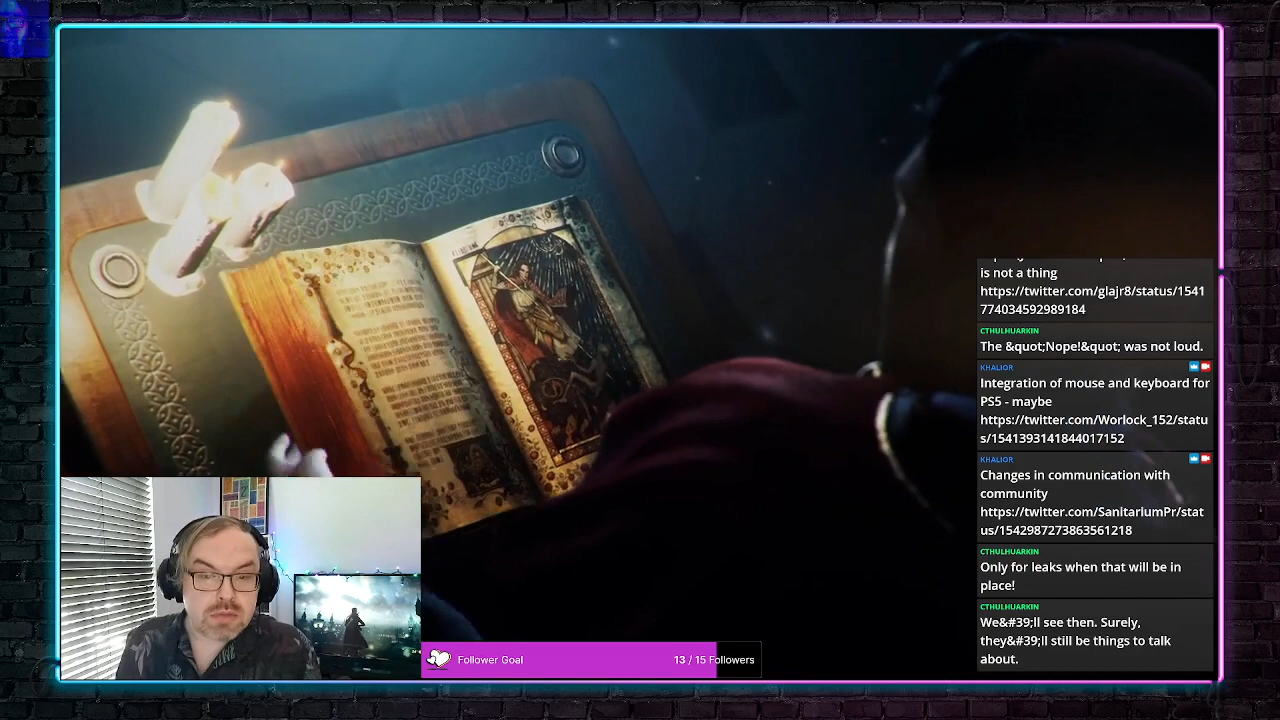 is not a thing
https://twitter.com/glajr8/status/1541
774034592989184
CTHULHUARKIN
The &quot;Nope!&quot; was not loud.
KHALIOR
Integration of mouse and keyboard for
PS5 - maybe
https://twitter.com/Worlock_152/statu
s/1541393141844017152
KHALIOR
Changes in communication with
community
https://twitter.com/SanitariumPr/stat
us/1542987273863561218
CTHULHUARKIN
Only for leaks when that will be in
place!
CTHULHUARKIN
We&#39;ll see then. Surely,
they&#39;ll still be things to talk
about.
Follower Goal
13 / 15 Followers